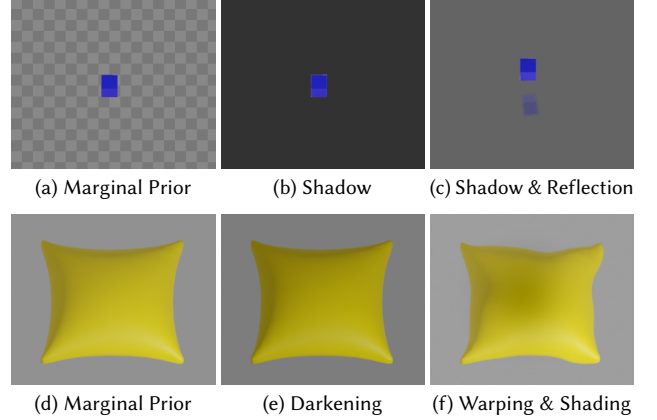 (a) Marginal Prior
(b) Shadow
(c) Shadow & Reflection
(d) Marginal Prior
(e) Darkening
(f) Warping & Shading